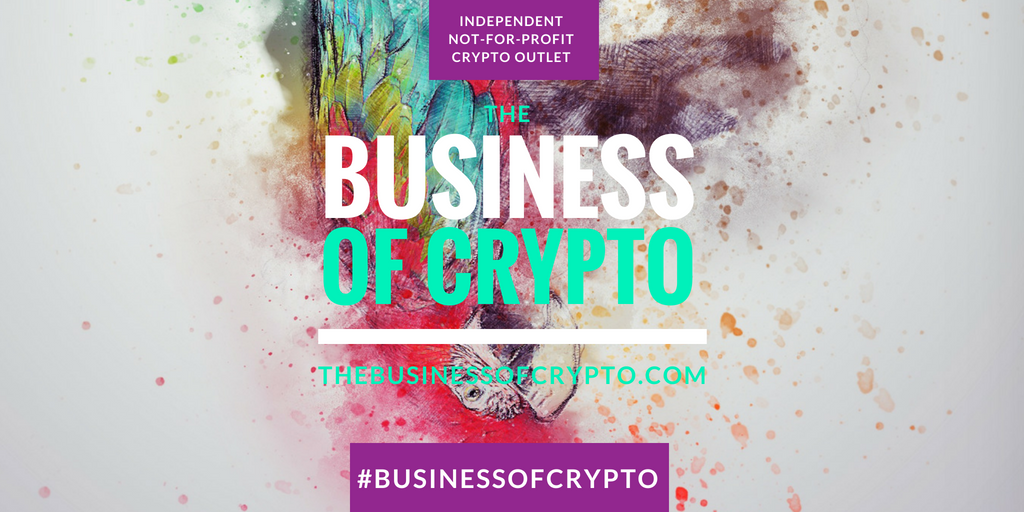 INDEPENDENT
NOT-FOR-PROFIT
CRYPTO OUTLET
THE
BUSINESS
OF CRYPTO
THEBUSINESSOFCRYPTO.COM
#BUSINESSOFCRYPTO